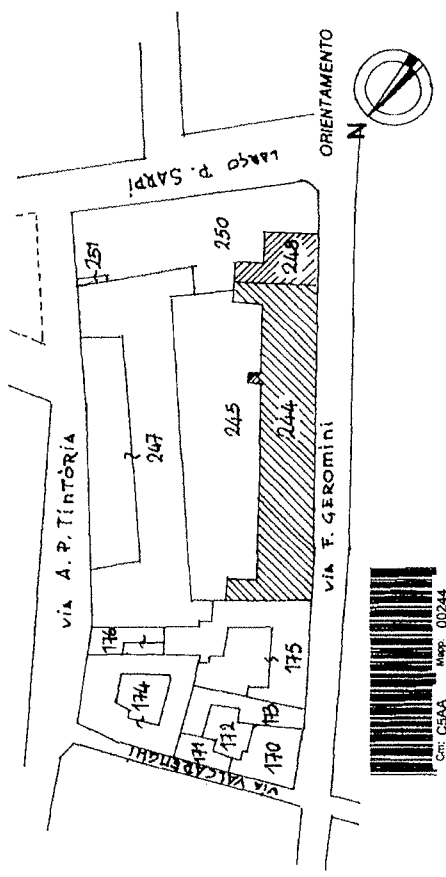 LARGO P. SARPI
ORIENTAMENTO
N
251
250
248
via A. P. TINTÒRIA
247
245
244
via F. GEROMINI
176
174
175
173
172
171
170
via VALCARENGHI
Cm: C5AA Mapp: 00244